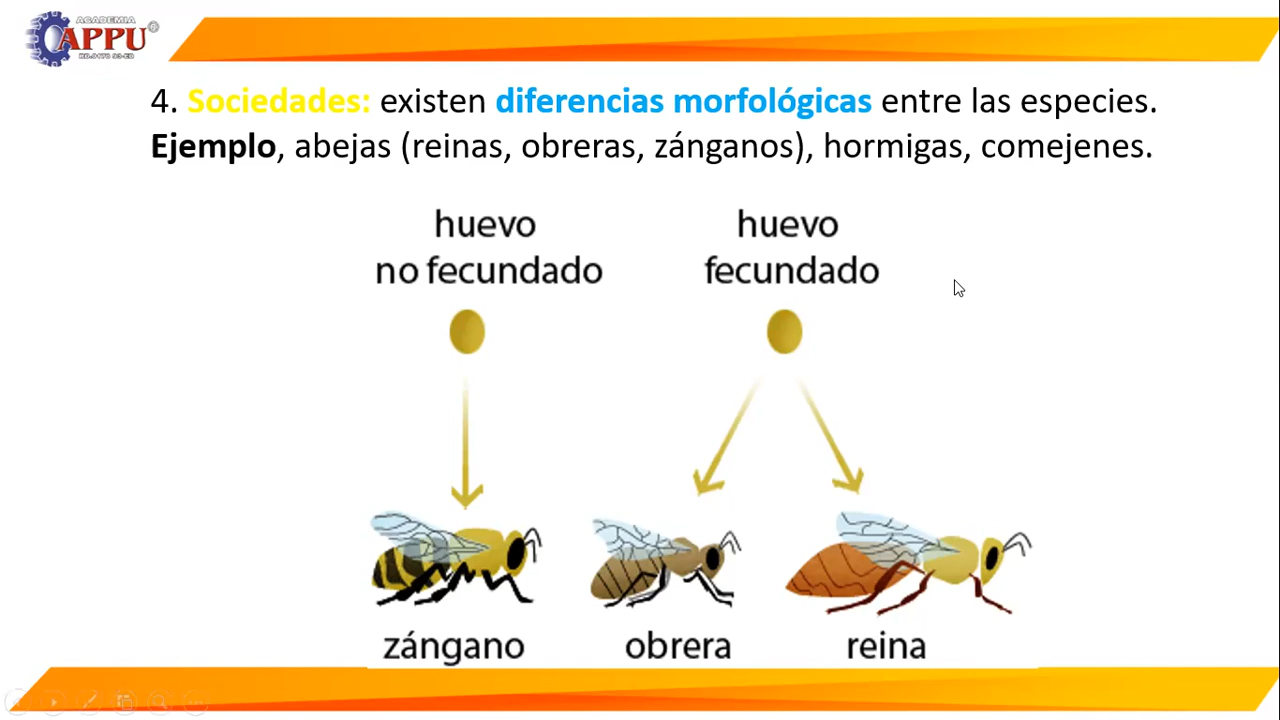 ACADEMIA
APPU
4. Sociedades: existen diferencias morfológicas entre las especies.
Ejemplo, abejas (reinas, obreras, zánganos), hormigas, comejenes.
huevo
no fecundado
huevo
fecundado
zángano
obrera
reina